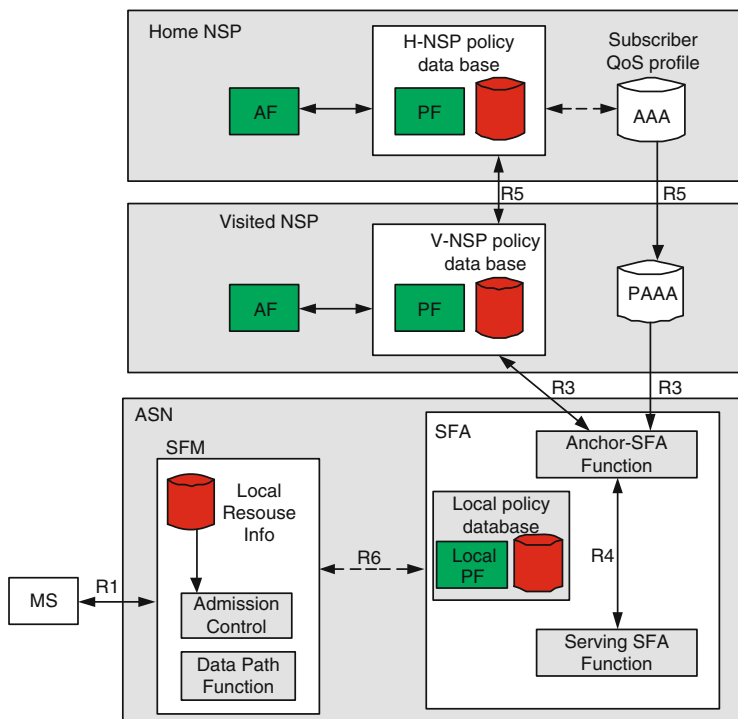 Home NSP
H-NSP policy
data base
Subscriber
QoS profile
AF
PF
AAA
R5
R5
Visited NSP
V-NSP policy
data base
AF
PF
PAAA
R3
R3
ASN
SFM
SFA
Anchor-SFA
Function
Local
Resouse
Info
Local policy
database
Local
PF
R6
R4
R1
MS
Admission
Control
Data Path
Function
Serving SFA
Function